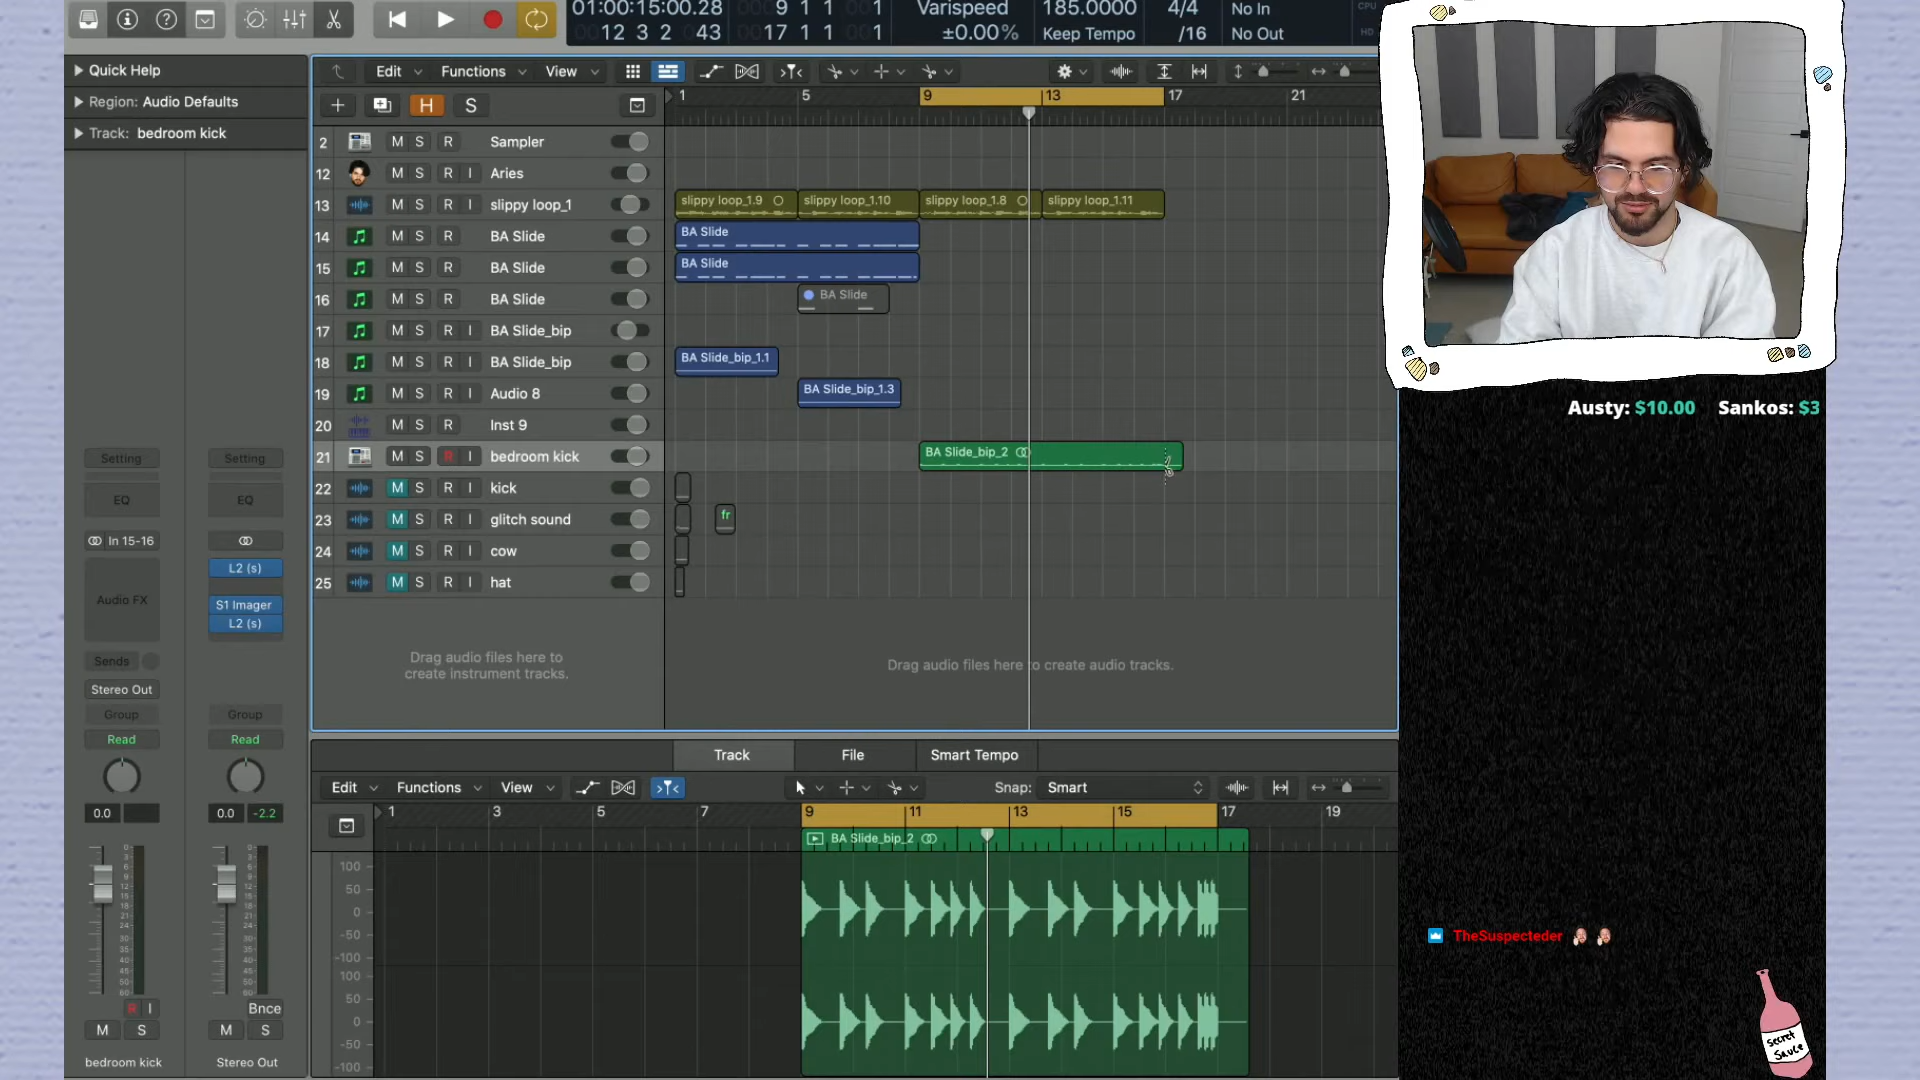 01:00:15:00.28 9 1 1 1 Varispeed 185.0000 4/4 No In CPU
12 3 2 043 17 1 1 1 ±0.00% Keep Tempo /16 No Out HD
Quick Help
Region: Audio Defaults
Track: bedroom kick
Edit Functions View
H S
1 5 9 13 17 21
2 M S R Sampler
12 M S R I Aries
13 M S R I slippy loop_1
slippy loop_1.9 slippy loop_1.10 slippy loop_1.8 slippy loop_1.11
14 M S R BA Slide
BA Slide
15 M S R BA Slide
BA Slide
16 M S R BA Slide
BA Slide
17 M S R I BA Slide_bip
18 M S R I BA Slide_bip
BA Slide_bip_1.1
19 M S R I Audio 8
BA Slide_bip_1.3
20 M S R Inst 9
21 M S R I bedroom kick
BA Slide_bip_2
22 M S R I kick
23 M S R I glitch sound
fr
24 M S R I cow
25 M S R I hat
Drag audio files here to
create instrument tracks.
Drag audio files here to create audio tracks.
Setting Setting
EQ EQ
In 15-16
L2 (s)
Audio FX
S1 Imager
L2 (s)
Sends
Stereo Out
Group Group
Read Read
0.0 0.0 -2.2
R I Bnce
M S M S
bedroom kick Stereo Out
Track File Smart Tempo
Edit Functions View Snap: Smart
1 3 5 7 9 11 13 15 17 19
BA Slide_bip_2
100
50
0
-50
-100
100
50
0
-50
-100
Austy: $10.00 Sankos: $3
TheSuspecteder
Secret
Sauce